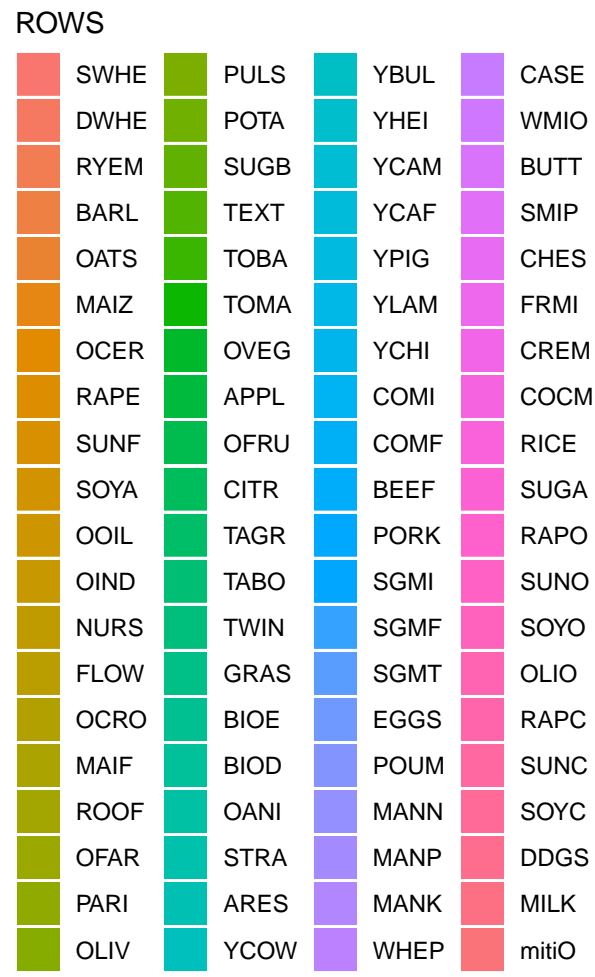 ROWS
SWHE PULS YBUL CASE
DWHE POTA YHEI WMIO
RYEM SUGB YCAM BUTT
BARL TEXT YCAF SMIP
OATS TOBA YPIG CHES
MAIZ TOMA YLAM FRMI
OCER OVEG YCHI CREM
RAPE APPL COMI COCM
SUNF OFRU COMF RICE
SOYA CITR BEEF SUGA
OOIL TAGR PORK RAPO
OIND TABO SGMI SUNO
NURS TWIN SGMF SOYO
FLOW GRAS SGMT OLIO
OCRO BIOE EGGS RAPC
MAIF BIOD POUM SUNC
ROOF OANI MANN SOYC
OFAR STRA MANP DDGS
PARI ARES MANK MILK
OLIV YCOW WHEP mitiO